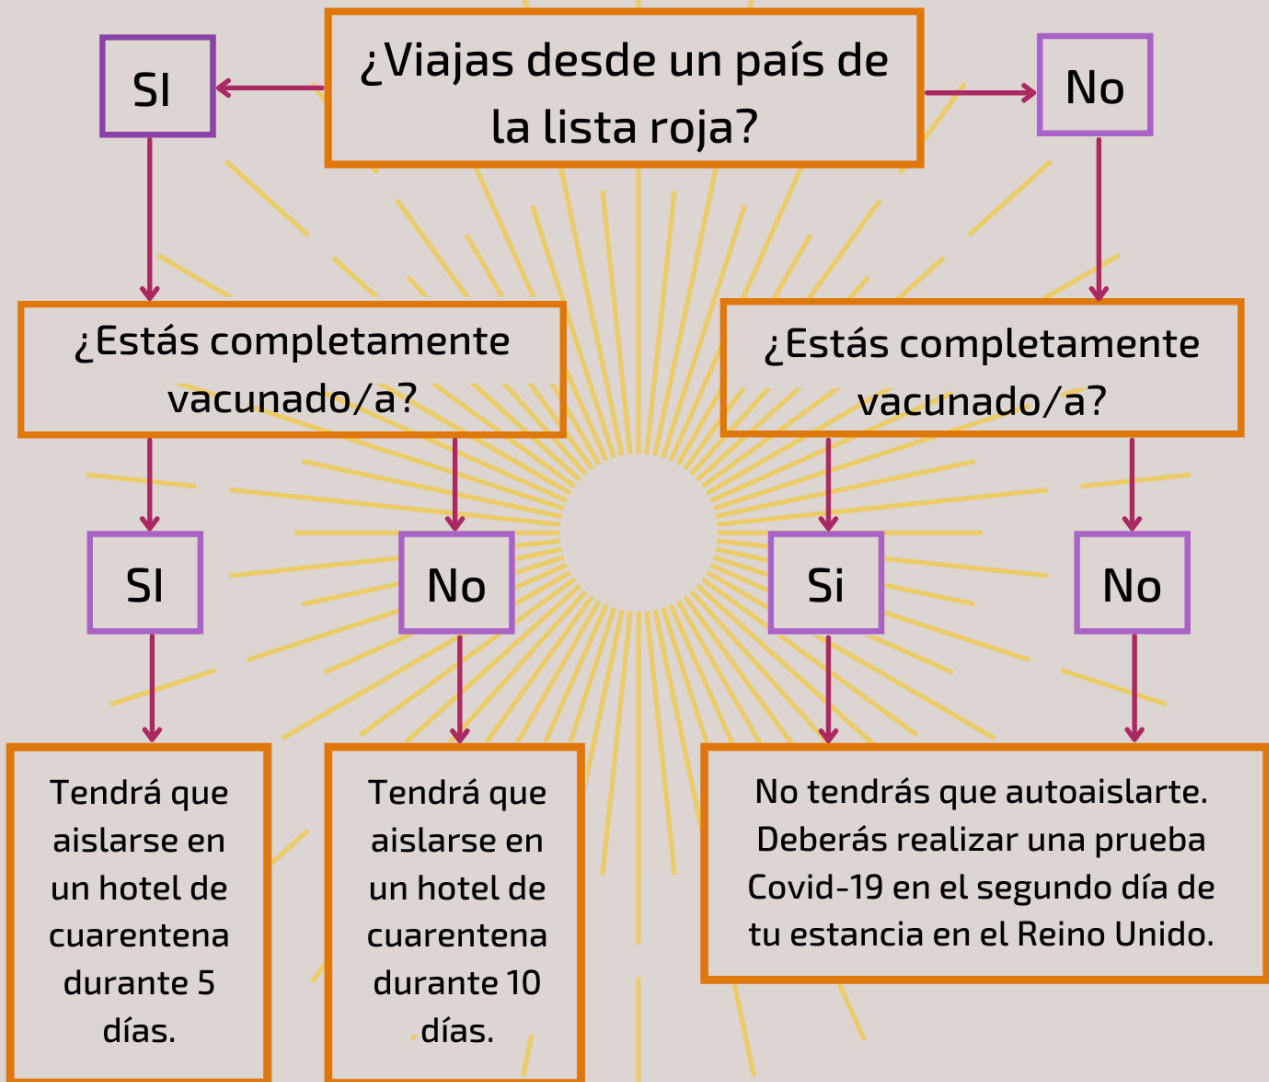 ¿Viajas desde un país de
la lista roja?
SI
No
¿Estás completamente
vacunado/a?
¿Estás completamente
vacunado/a?
SI
No
Si
No
Tendrá que
aislarse en
un hotel de
cuarentena
durante 5
días.
Tendrá que
aislarse en
un hotel de
cuarentena
durante 10
días.
No tendrás que autoaislarte.
Deberás realizar una prueba
Covid-19 en el segundo día de
tu estancia en el Reino Unido.